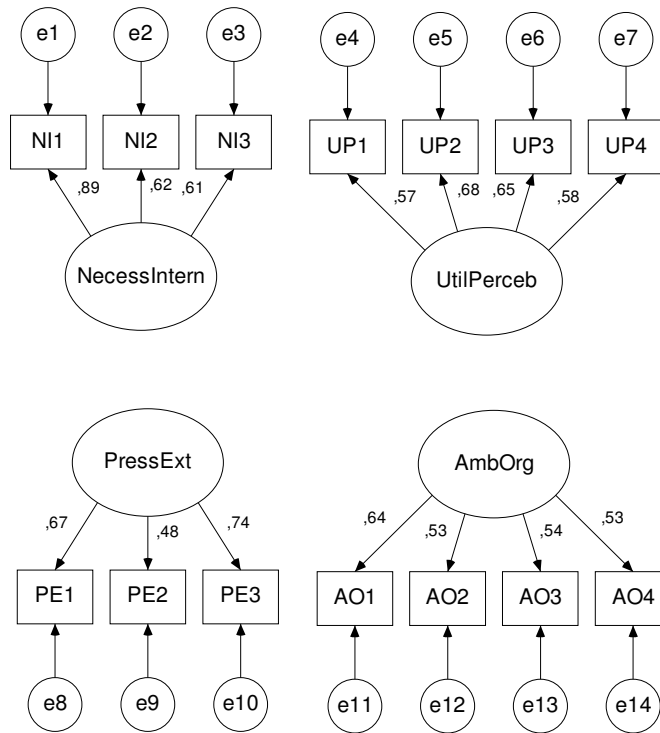 e1 e2 e3
NI1 NI2 NI3
,89 ,62 ,61
NecessIntern
e4 e5 e6 e7
UP1 UP2 UP3 UP4
,57 ,68 ,65 ,58
UtilPerceb
PressExt
,67 ,48 ,74
PE1 PE2 PE3
e8 e9 e10
AmbOrg
,64 ,53 ,54 ,53
AO1 AO2 AO3 AO4
e11 e12 e13 e14